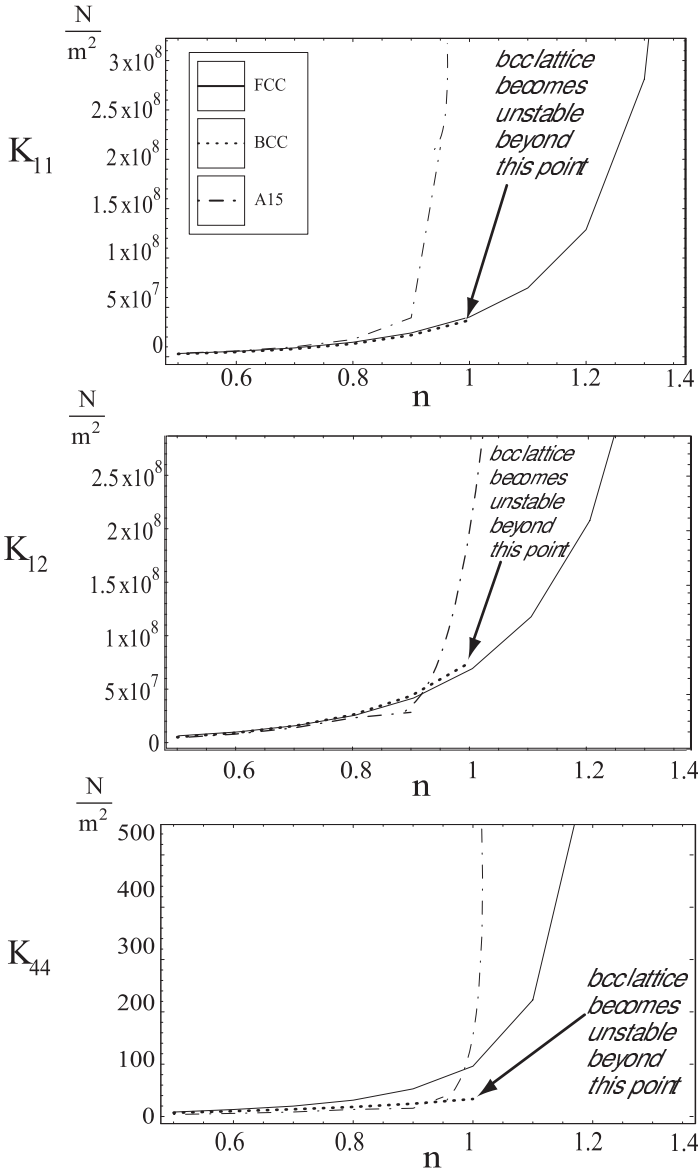 N
m²
3x10⁸
2.5x10⁸
2x10⁸
1.5x10⁸
1x10⁸
5x10⁷
0
K₁₁
FCC
BCC
A15
bcc lattice
becomes
unstable
beyond
this point
0.6
0.8
1
1.2
1.4
n
N
m²
2.5x10⁸
2x10⁸
1.5x10⁸
1x10⁸
5x10⁷
0
K₁₂
bcc lattice
becomes
unstable
beyond
this point
0.6
0.8
1
1.2
1.4
n
N
m²
500
400
300
200
100
0
K₄₄
bcc lattice
becomes
unstable
beyond
this point
0.6
0.8
1
1.2
1.4
n